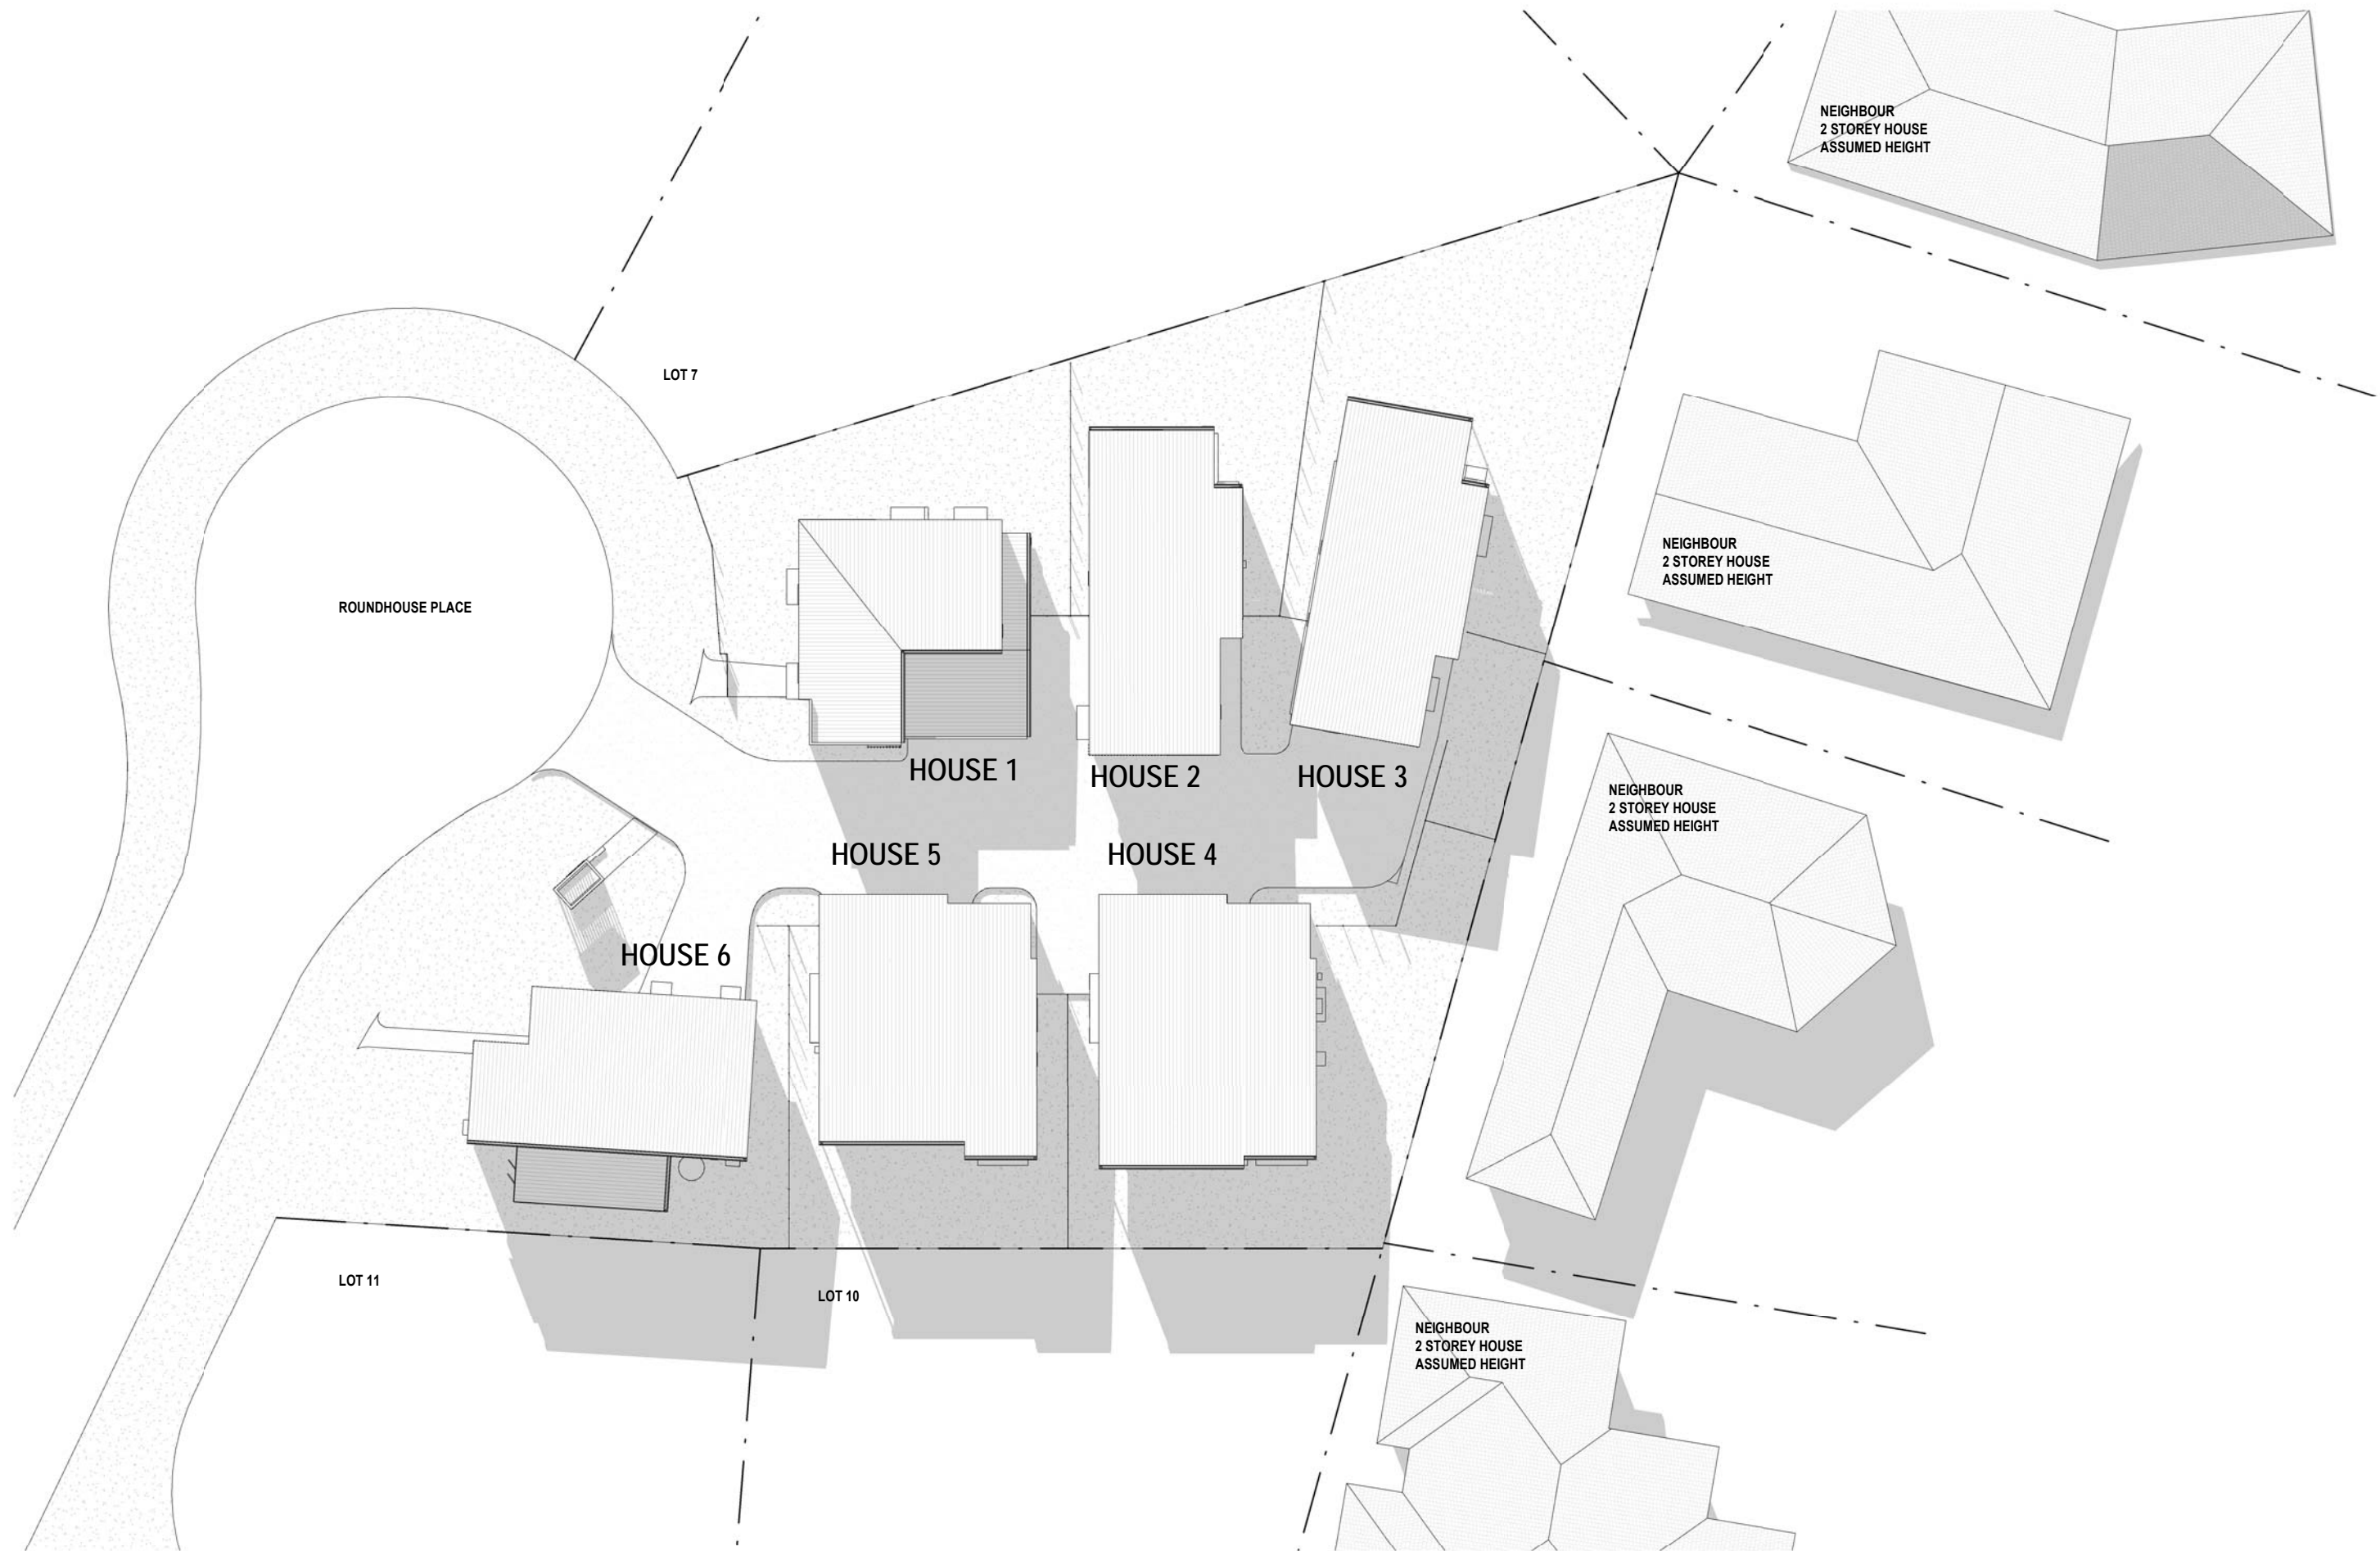 NEIGHBOUR
2 STOREY HOUSE
ASSUMED HEIGHT
LOT 7
NEIGHBOUR
2 STOREY HOUSE
ASSUMED HEIGHT
ROUNDHOUSE PLACE
HOUSE 1
HOUSE 2
HOUSE 3
NEIGHBOUR
2 STOREY HOUSE
ASSUMED HEIGHT
HOUSE 5
HOUSE 4
HOUSE 6
LOT 11
LOT 10
NEIGHBOUR
2 STOREY HOUSE
ASSUMED HEIGHT